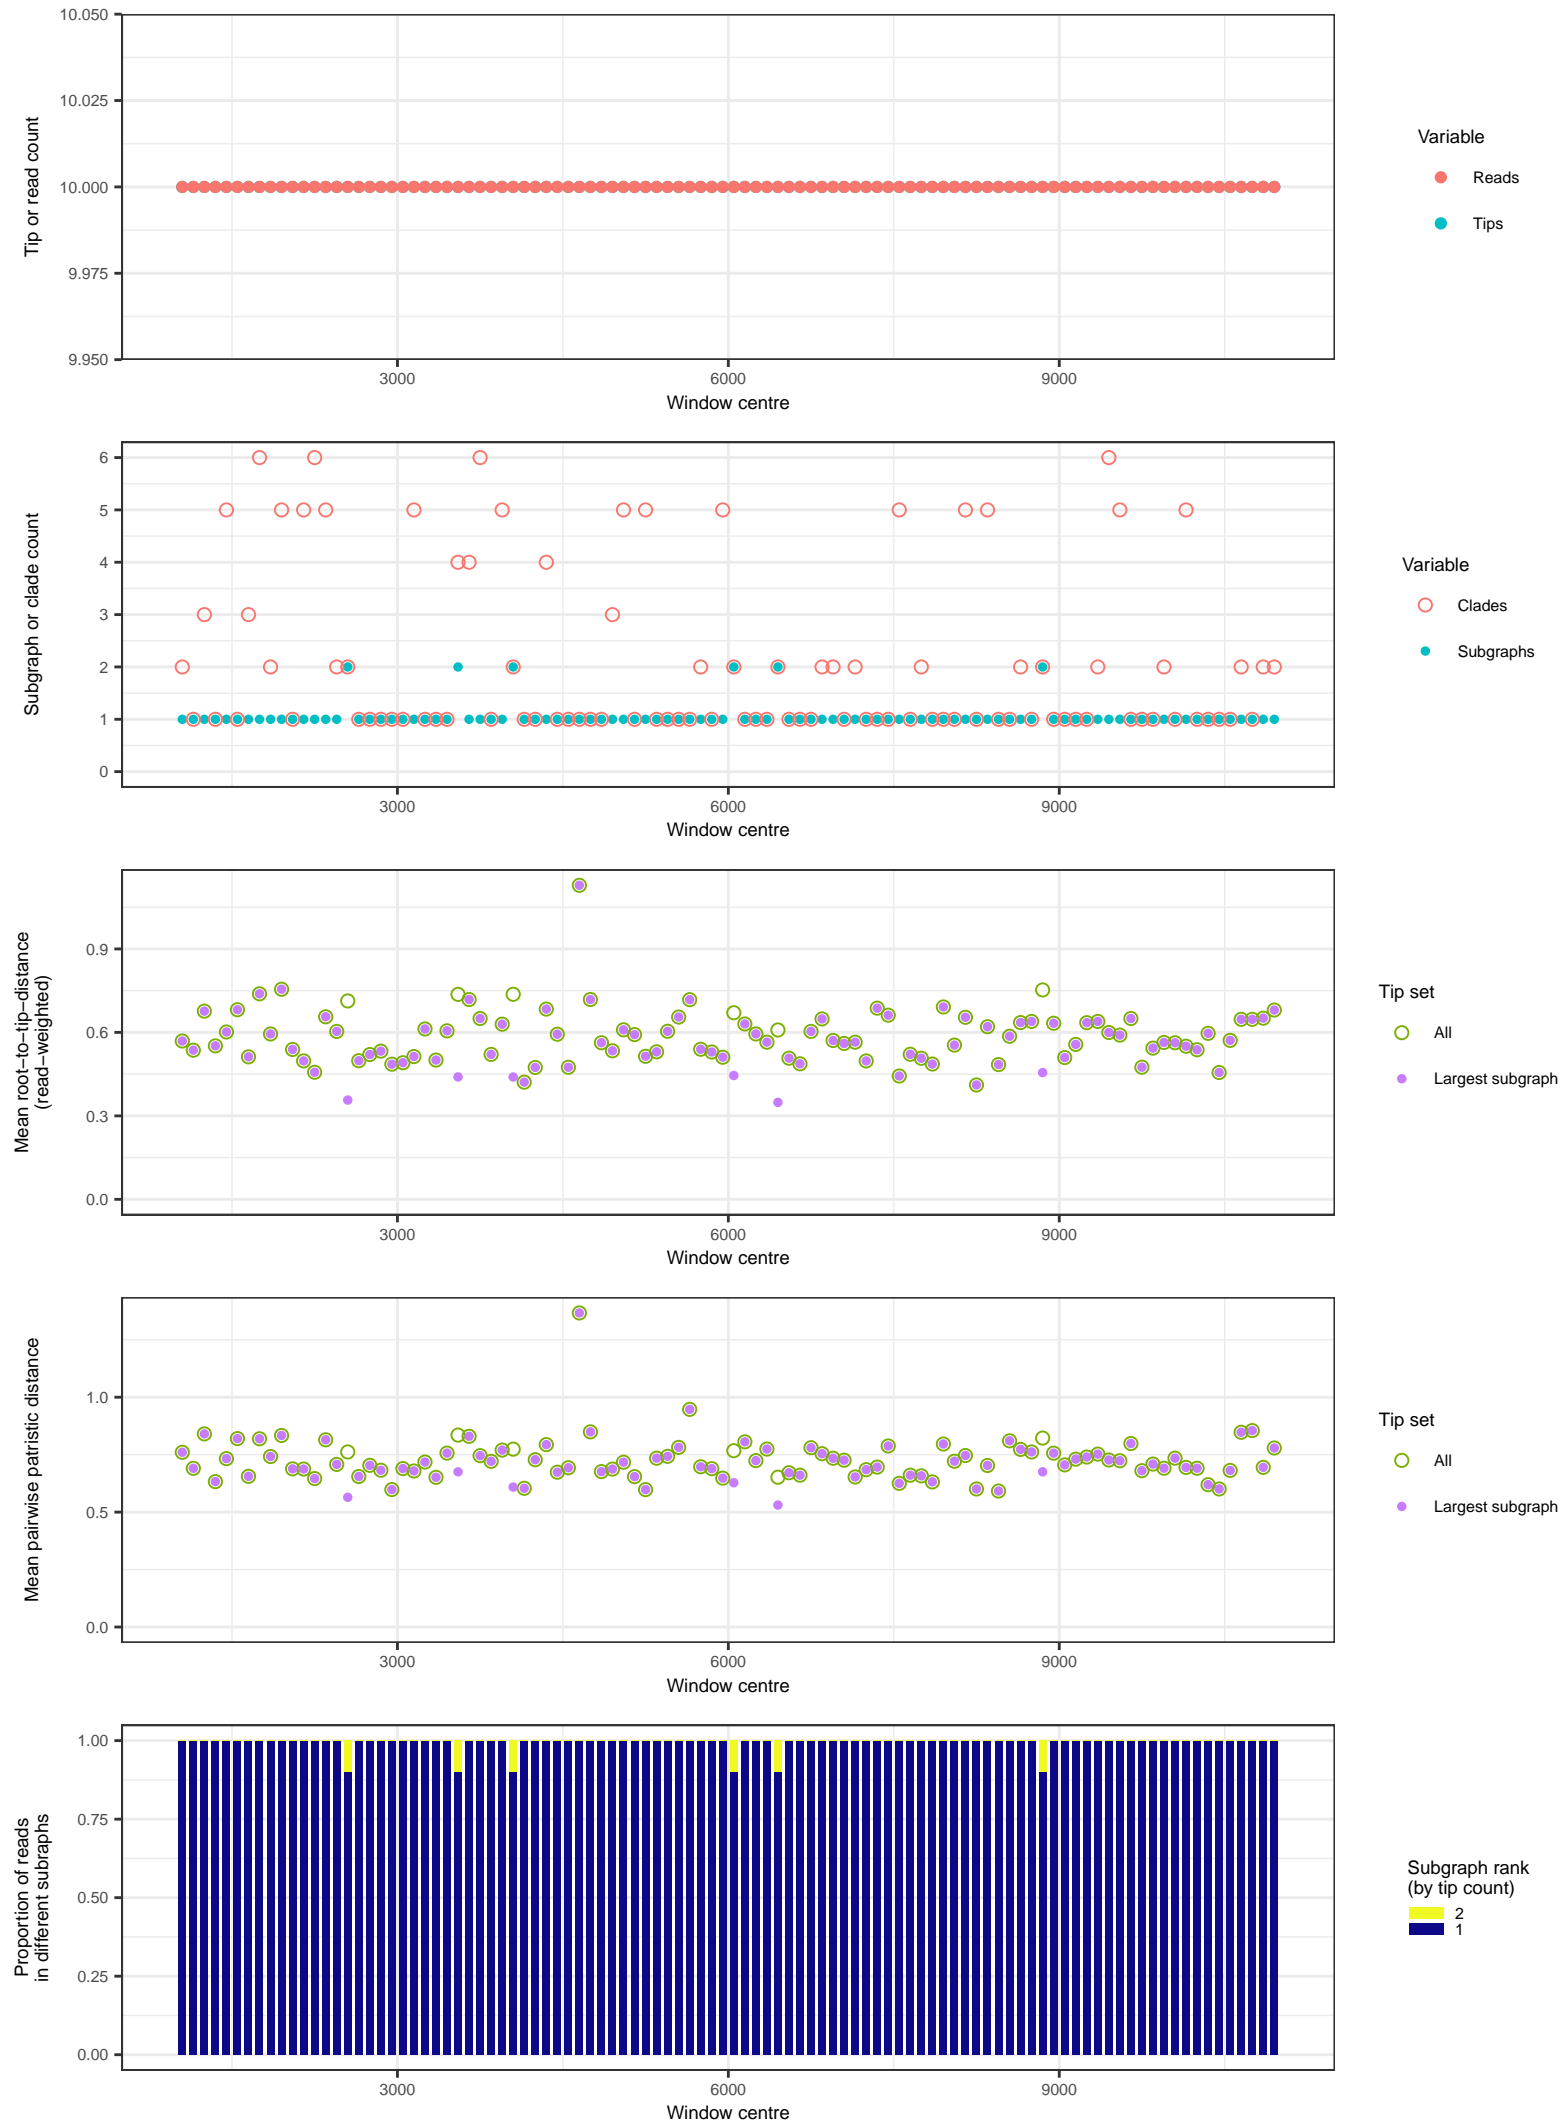 10.050
10.025
10.000
9.975
9.950
Tip or read count
3000 6000 9000
Window centre
Variable
Reads
Tips
6
5
4
3
2
1
0
Subgraph or clade count
3000 6000 9000
Window centre
Variable
Clades
Subgraphs
0.9
0.6
0.3
0.0
Mean root−to−tip−distance
(read−weighted)
3000 6000 9000
Window centre
Tip set
All
Largest subgraph
1.0
0.5
0.0
Mean pairwise patristic distance
3000 6000 9000
Window centre
Tip set
All
Largest subgraph
1.00
0.75
0.50
0.25
0.00
Proportion of reads
in different subraphs
3000 6000 9000
Window centre
Subgraph rank
(by tip count)
2
1